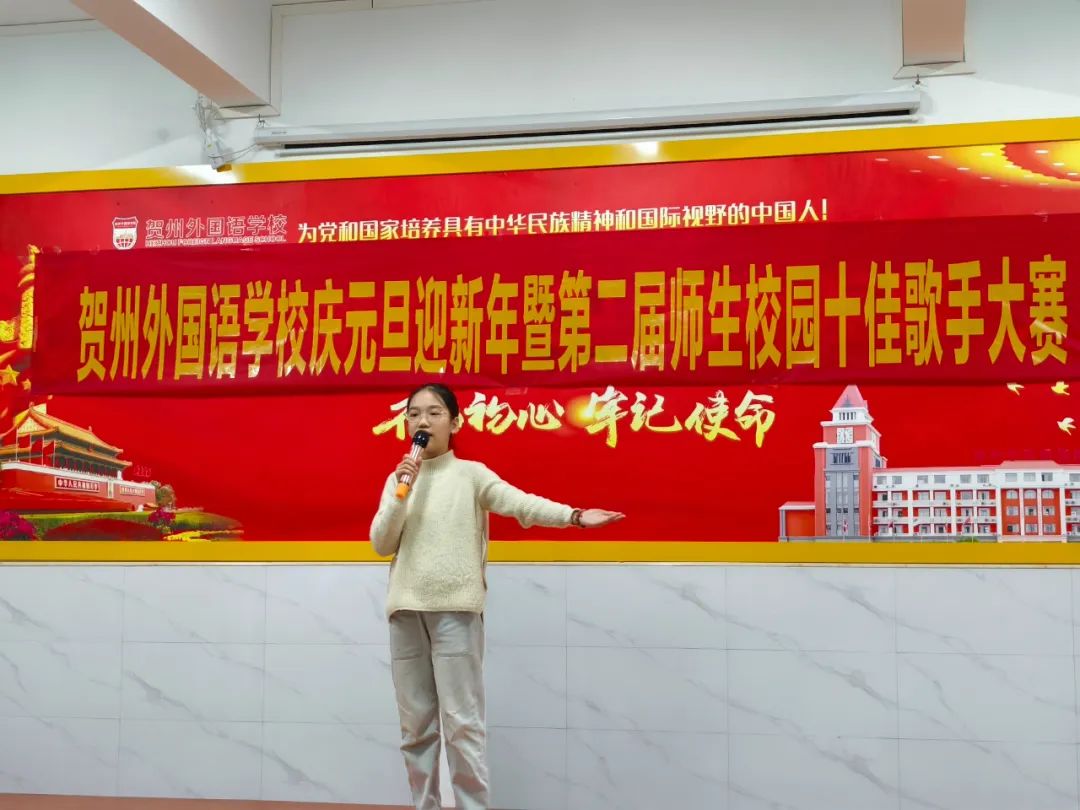 贺州外国语学校
HEZHOU FOREIGN LANGUAGE SCHOOL
为党和国家培养具有中华民族精神和国际视野的中国人!
贺州外国语学校庆元旦迎新年暨第二届师生校园十佳歌手大赛
不 初心 牢记使命